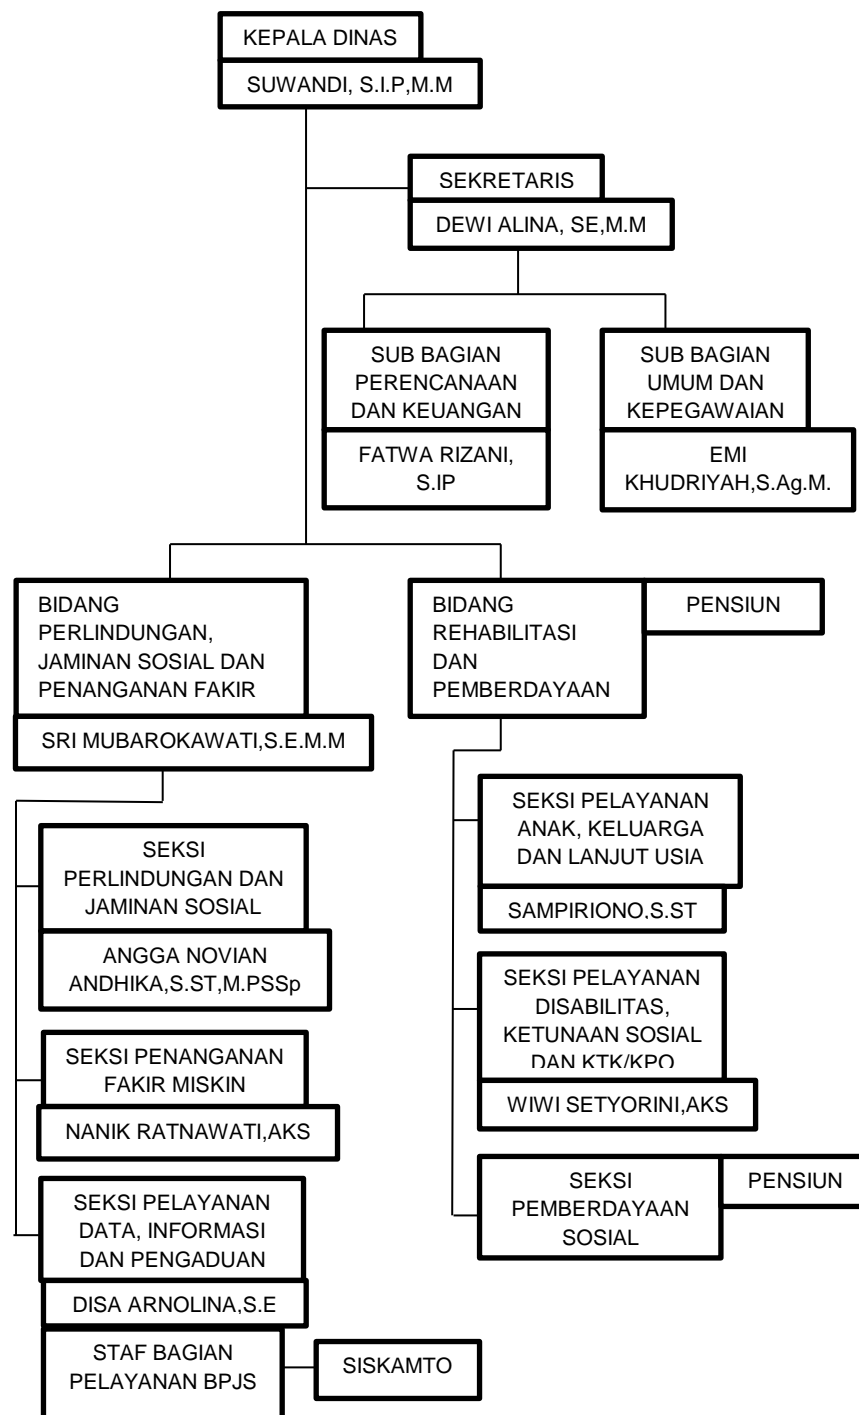 KEPALA DINAS
SUWANDI, S.I.P,M.M
SEKRETARIS
DEWI ALINA, SE,M.M
SUB BAGIAN
PERENCANAAN
DAN KEUANGAN
FATWA RIZANI,
S.IP
SUB BAGIAN
UMUM DAN
KEPEGAWAIAN
EMI
KHUDRIYAH,S.Ag.M.
BIDANG
PERLINDUNGAN,
JAMINAN SOSIAL DAN
PENANGANAN FAKIR
SRI MUBAROKAWATI,S.E.M.M
SEKSI
PERLINDUNGAN DAN
JAMINAN SOSIAL
ANGGA NOVIAN
ANDHIKA,S.ST,M.PSSp
SEKSI PENANGANAN
FAKIR MISKIN
NANIK RATNAWATI,AKS
SEKSI PELAYANAN
DATA, INFORMASI
DAN PENGADUAN
DISA ARNOLINA,S.E
STAF BAGIAN
PELAYANAN BPJS
SISKAMTO
BIDANG
REHABILITASI
DAN
PEMBERDAYAAN
PENSIUN
SEKSI PELAYANAN
ANAK, KELUARGA
DAN LANJUT USIA
SAMPIRIONO,S.ST
SEKSI PELAYANAN
DISABILITAS,
KETUNAAN SOSIAL
DAN KTK/KPO
WIWI SETYORINI,AKS
SEKSI
PEMBERDAYAAN
SOSIAL
PENSIUN